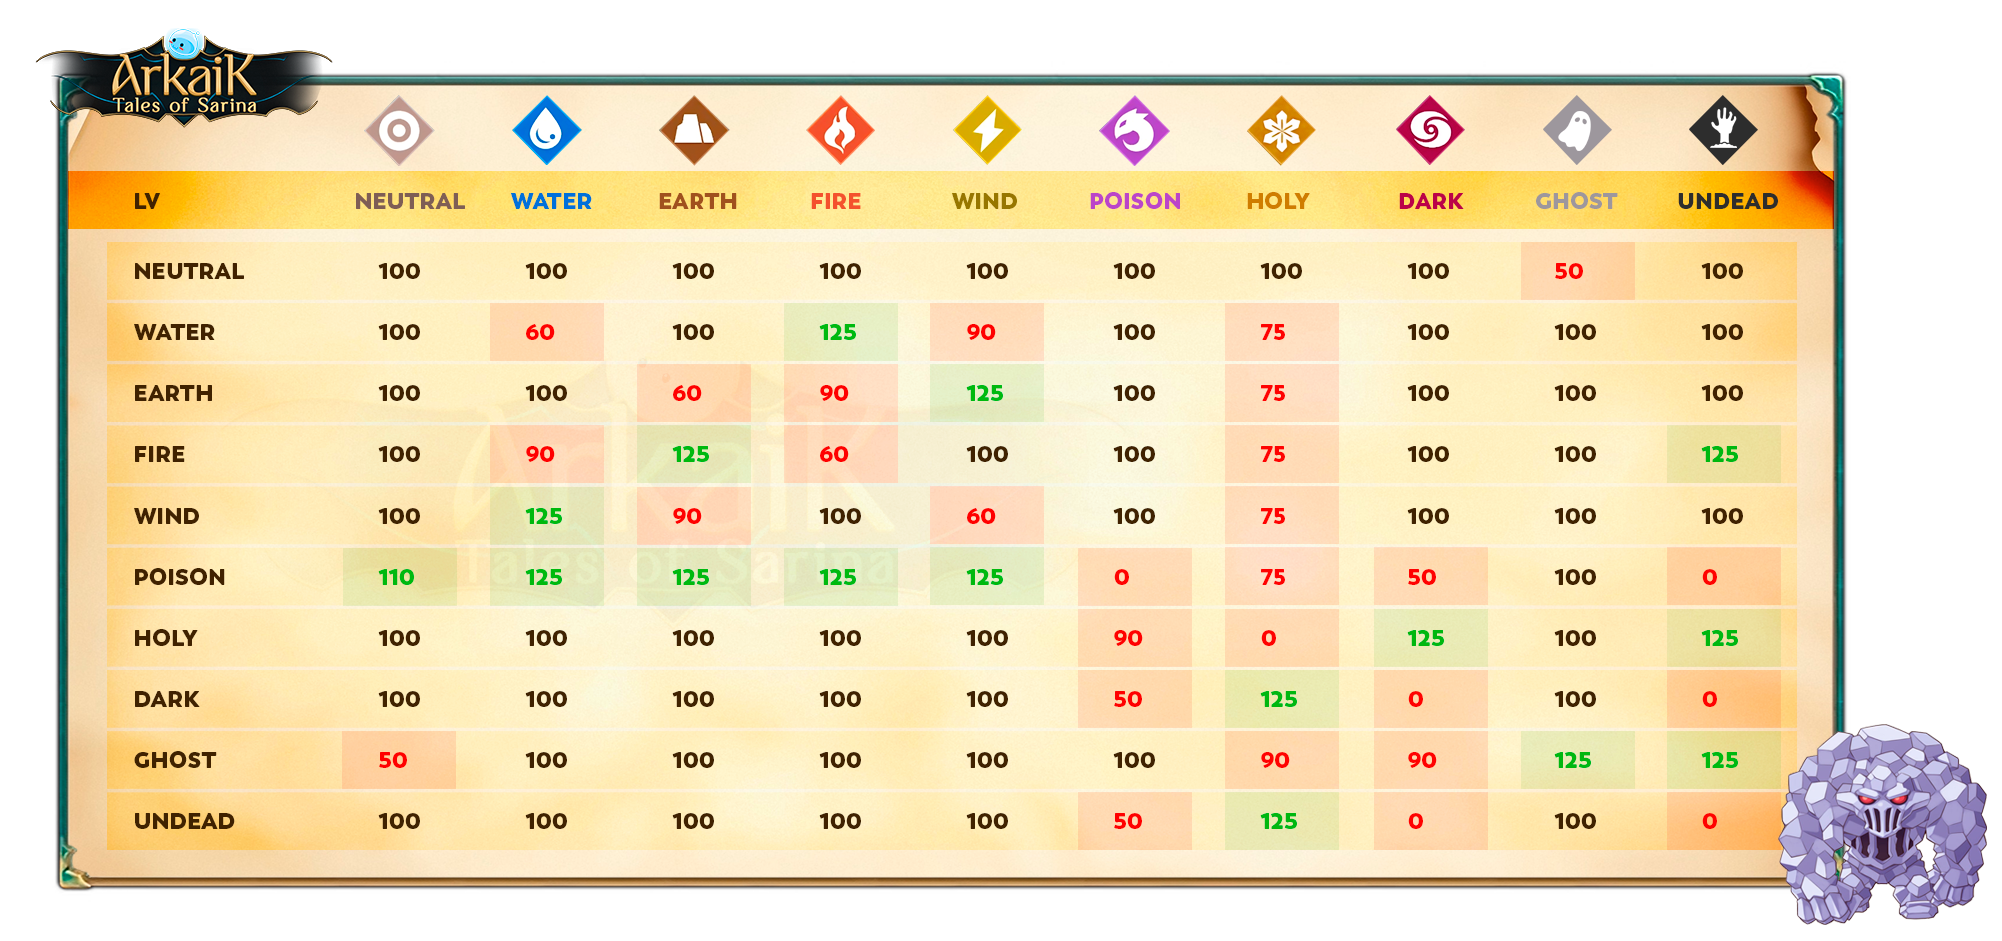 ArkaiK
Tales of Sarina
LV NEUTRAL WATER EARTH FIRE WIND POISON HOLY DARK GHOST UNDEAD
NEUTRAL 100 100 100 100 100 100 100 100 50 100
WATER 100 60 100 125 90 100 75 100 100 100
EARTH 100 100 60 90 125 100 75 100 100 100
FIRE 100 90 125 60 100 100 75 100 100 125
WIND 100 125 90 100 60 100 75 100 100 100
POISON 110 125 125 125 125 0 75 50 100 0
HOLY 100 100 100 100 100 90 0 125 100 125
DARK 100 100 100 100 100 50 125 0 100 0
GHOST 50 100 100 100 100 100 90 90 125 125
UNDEAD 100 100 100 100 100 50 125 0 100 0
ArkaiK
Tales of Sarina